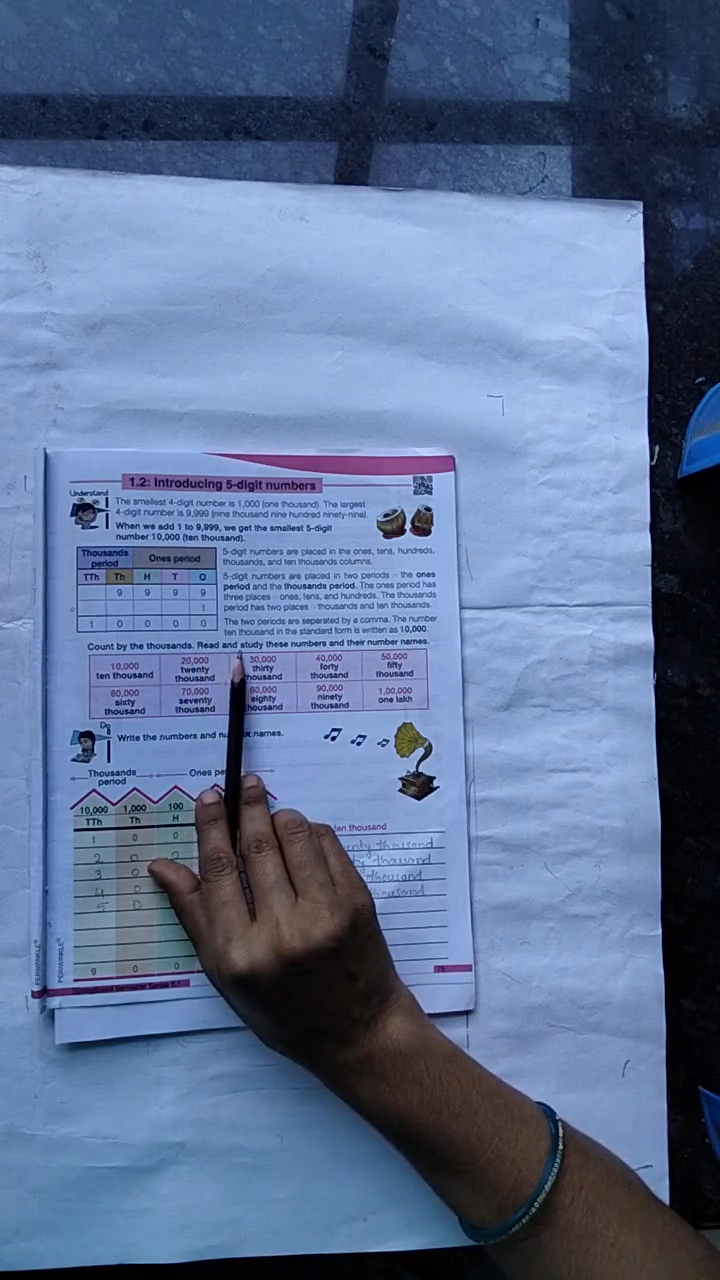 1.2: Introducing 5-digit numbers
Understand
The smallest 4-digit number is 1,000 (one thousand). The largest
4-digit number is 9,999 (nine thousand nine hundred ninety-nine).
When we add 1 to 9,999, we get the smallest 5-digit
number 10,000 (ten thousand).
Thousands period Ones period
TTh Th H T O
9 9 9 9
+ 1
1 0 0 0 0
5-digit numbers are placed in the ones, tens, hundreds,
thousands, and ten thousands columns.
5-digit numbers are placed in two periods – the ones
period and the thousands period. The ones period has
three places – ones, tens, and hundreds. The thousands
period has two places – thousands and ten thousands.
The two periods are separated by a comma. The number
ten thousand in the standard form is written as 10,000.
Count by the thousands. Read and study these numbers and their number names.
10,000 20,000 30,000 40,000 50,000
ten thousand twenty thousand thirty thousand forty thousand fifty thousand
60,000 70,000 80,000 90,000 1,00,000
sixty thousand seventy thousand eighty thousand ninety thousand one lakh
Do
Write the numbers and names.
Thousands period Ones
10,000 1,000 100
TTh Th H
1 0 0 ten thousand
2 0 thousand
3 0 thousand
4 0 thousand
5 0
9 0 0
PERIWINKLE
PERIWINKLE
75